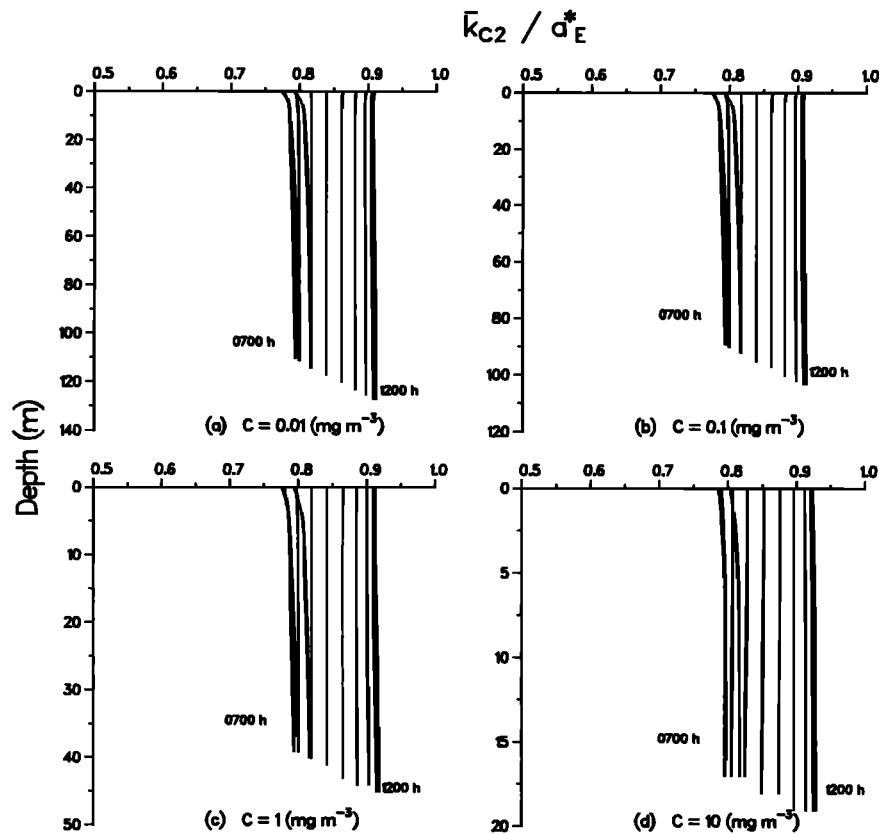 k̄C2 / a*E
0.5 0.6 0.7 0.8 0.9 1.0
0
20
40
60
80
100
120
140
0700 h
1200 h
(a) C = 0.01 (mg m⁻³)
0.5 0.6 0.7 0.8 0.9 1.0
0
20
40
60
80
100
120
0700 h
1200 h
(b) C = 0.1 (mg m⁻³)
Depth (m)
0.5 0.6 0.7 0.8 0.9 1.0
0
10
20
30
40
50
0700 h
1200 h
(c) C = 1 (mg m⁻³)
0.5 0.6 0.7 0.8 0.9 1.0
0
5
10
15
20
0700 h
1200 h
(d) C = 10 (mg m⁻³)